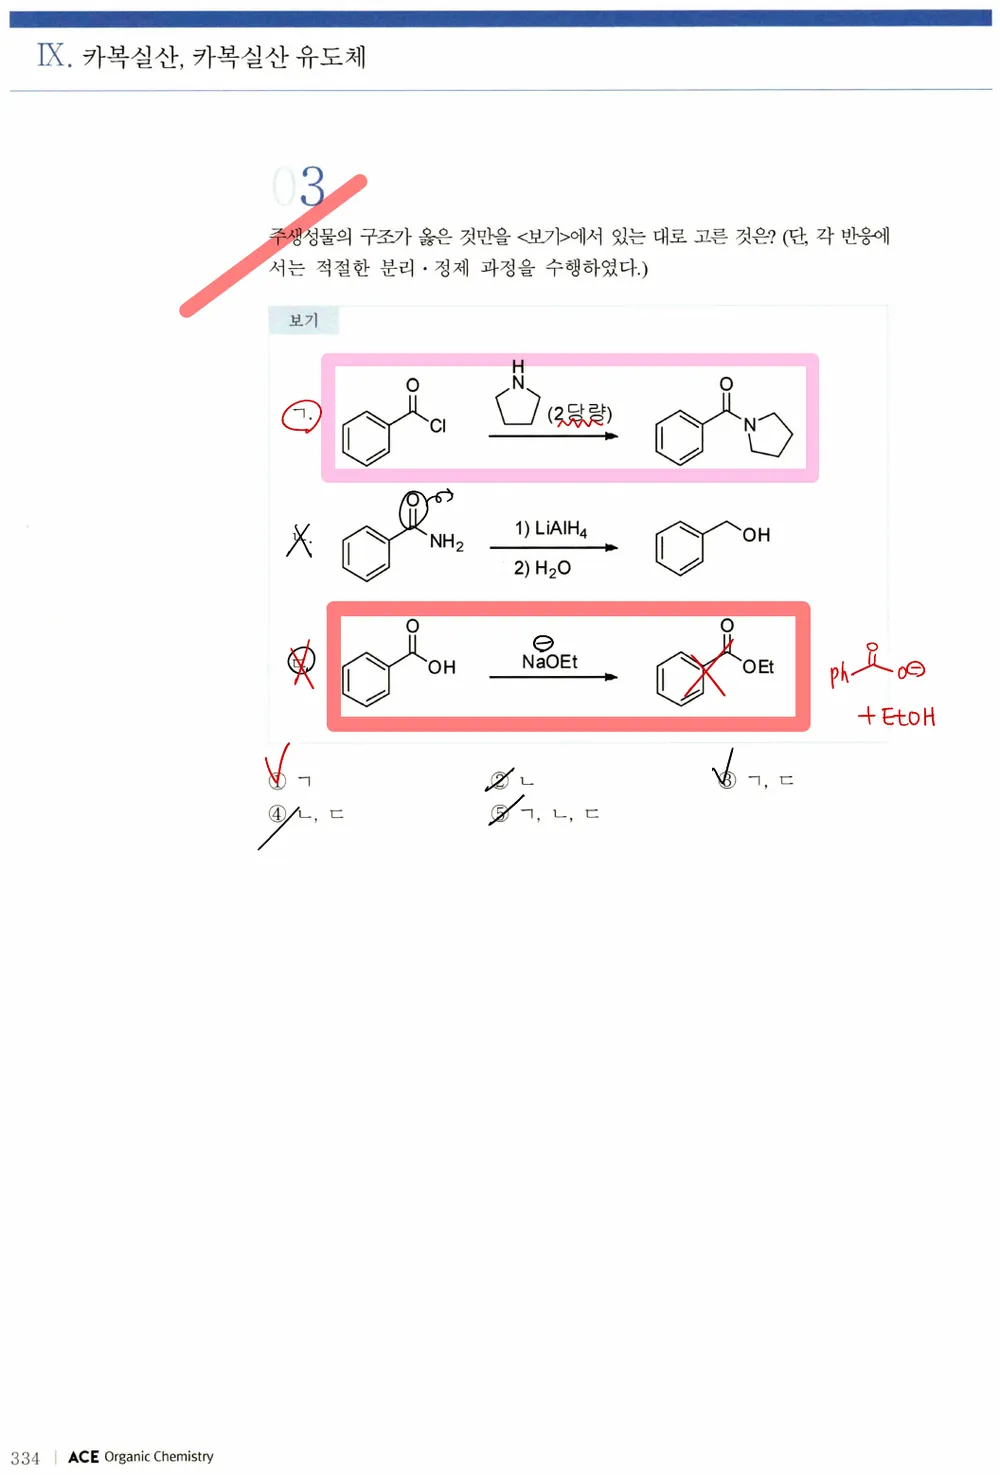 Ⅸ. 카복실산, 카복실산 유도체
03
주생성물의 구조가 옳은 것만을 <보기>에서 있는 대로 고른 것은? (단, 각 반응에
서는 적절한 분리·정제 과정을 수행하였다.)
보기
ㄱ.
O
Cl
H
N
(2당량)
O
N
ㄴ.
O
NH2
1) LiAlH4
2) H2O
OH
ㄷ.
O
OH
⊖
NaOEt
O
OEt
ph
O
O⊖
+ EtOH
① ㄱ ② ㄴ ③ ㄱ, ㄷ
④ ㄴ, ㄷ ⑤ ㄱ, ㄴ, ㄷ
334 | ACE Organic Chemistry